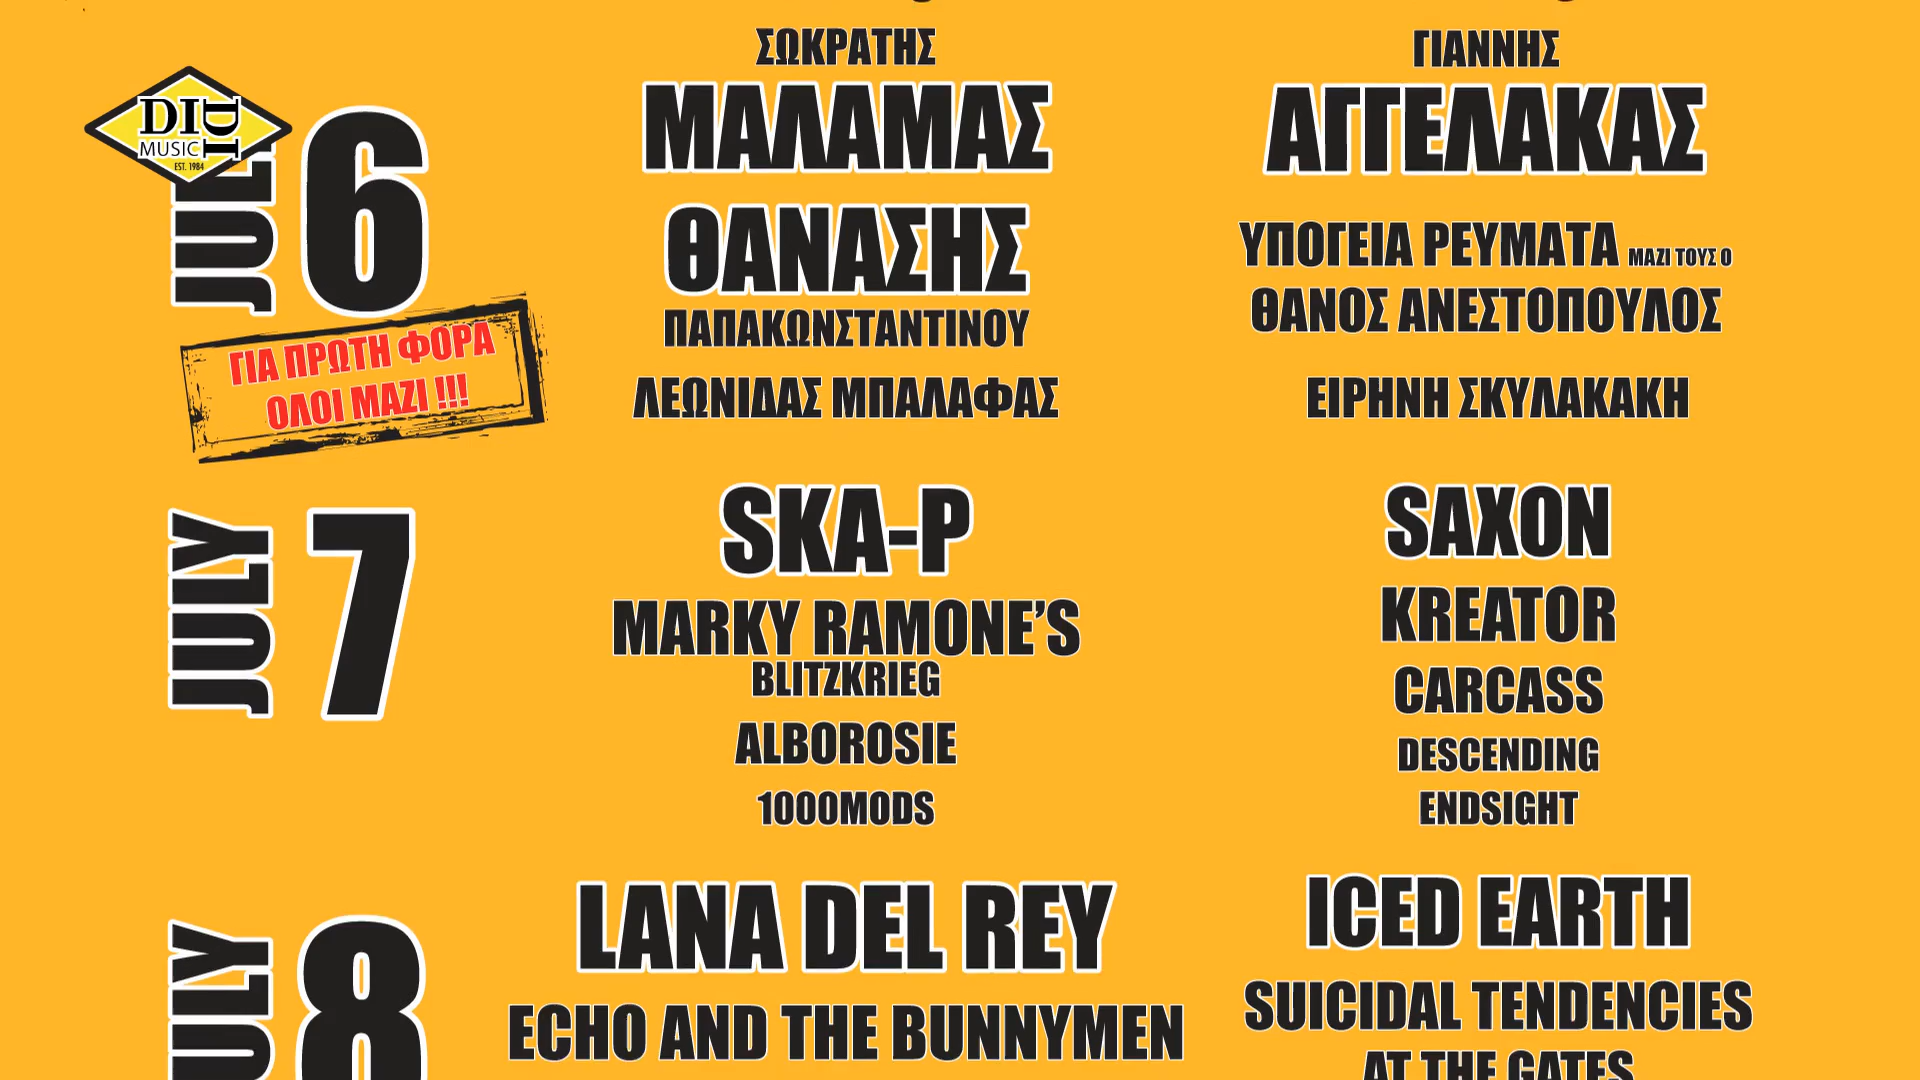 DI DI
MUSIC
EST. 1984
6
ΓΙΑ ΠΡΩΤΗ ΦΟΡΑ
ΟΛΟΙ ΜΑΖΙ !!!
ΣΩΚΡΑΤΗΣ
ΜΑΛΑΜΑΣ
ΘΑΝΑΣΗΣ
ΠΑΠΑΚΩΝΣΤΑΝΤΙΝΟΥ
ΛΕΩΝΙΔΑΣ ΜΠΑΛΑΦΑΣ
ΓΙΑΝΝΗΣ
ΑΓΓΕΛΑΚΑΣ
ΥΠΟΓΕΙΑ ΡΕΥΜΑΤΑ ΜΑΖΙ ΤΟΥΣ Ο
ΘΑΝΟΣ ΑΝΕΣΤΟΠΟΥΛΟΣ
ΕΙΡΗΝΗ ΣΚΥΛΑΚΑΚΗ
JULY 7
SKA-P
MARKY RAMONE’S
BLITZKRIEG
ALBOROSIE
1000MODS
SAXON
KREATOR
CARCASS
DESCENDING
ENDSIGHT
JULY 8
LANA DEL REY
ECHO AND THE BUNNYMEN
ICED EARTH
SUICIDAL TENDENCIES
AT THE GATES